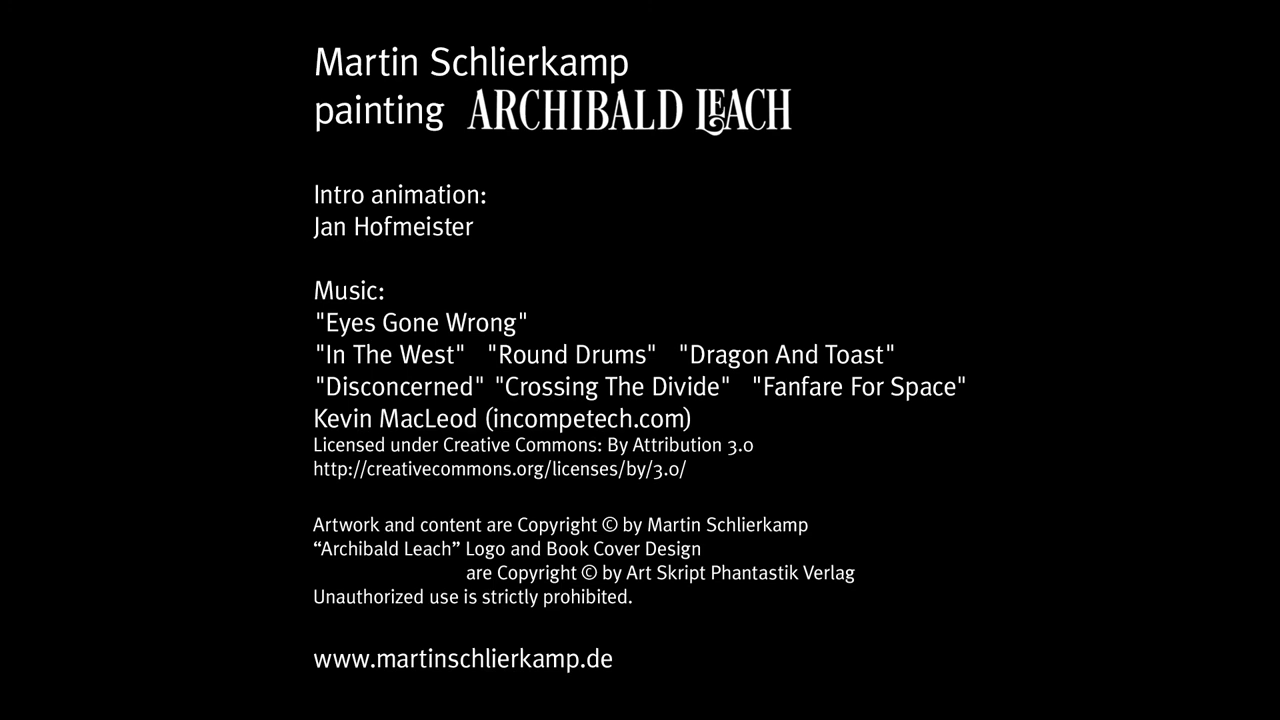 Martin Schlierkamp
painting ARCHIBALD LEACH
Intro animation:
Jan Hofmeister
Music:
"Eyes Gone Wrong"
"In The West" "Round Drums" "Dragon And Toast"
"Disconcerned" "Crossing The Divide" "Fanfare For Space"
Kevin MacLeod (incompetech.com)
Licensed under Creative Commons: By Attribution 3.0
http://creativecommons.org/licenses/by/3.0/
Artwork and content are Copyright © by Martin Schlierkamp
“Archibald Leach” Logo and Book Cover Design
are Copyright © by Art Skript Phantastik Verlag
Unauthorized use is strictly prohibited.
www.martinschlierkamp.de